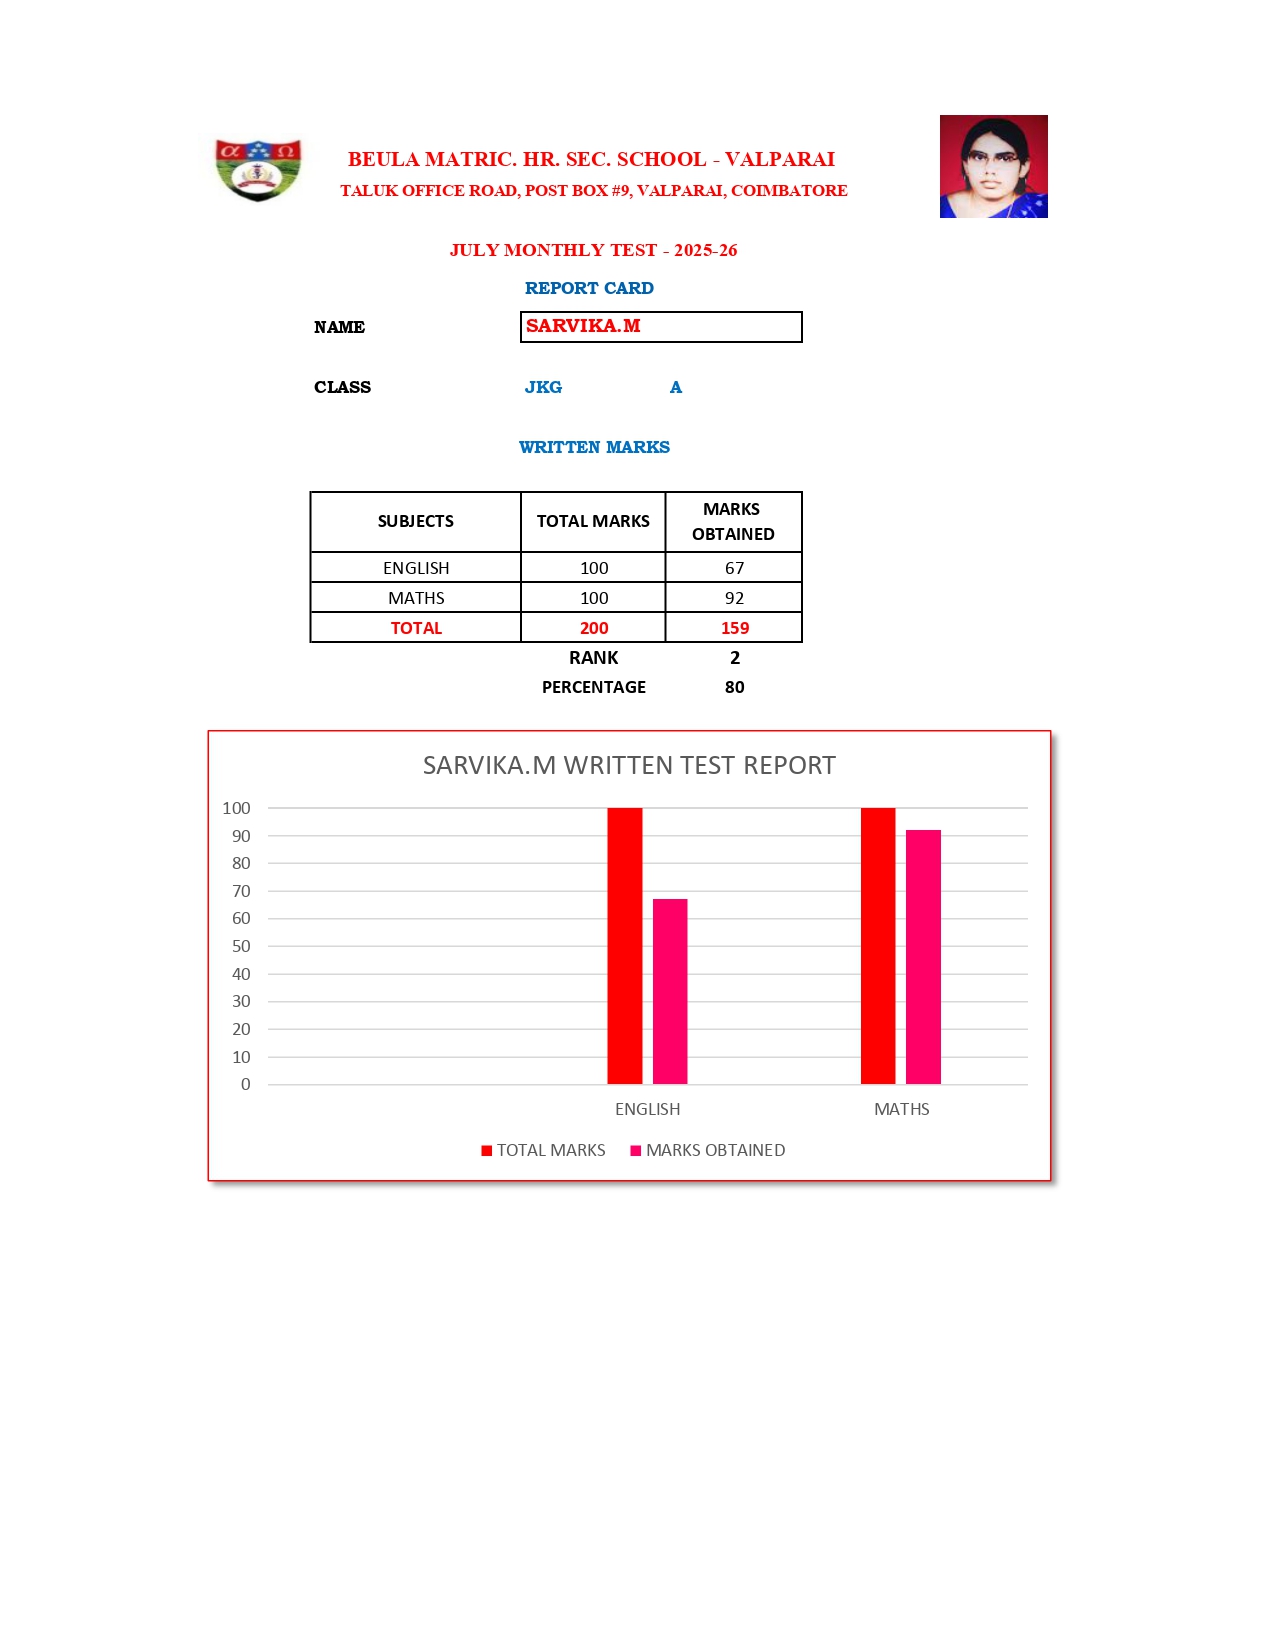 α Ω
BEULA MATRIC. HR. SEC. SCHOOL - VALPARAI
TALUK OFFICE ROAD, POST BOX #9, VALPARAI, COIMBATORE
JULY MONTHLY TEST - 2025-26
REPORT CARD
NAME SARVIKA.M
CLASS JKG A
WRITTEN MARKS
SUBJECTS TOTAL MARKS MARKS OBTAINED
ENGLISH 100 67
MATHS 100 92
TOTAL 200 159
RANK 2
PERCENTAGE 80
SARVIKA.M WRITTEN TEST REPORT
100
90
80
70
60
50
40
30
20
10
0
ENGLISH MATHS
TOTAL MARKS MARKS OBTAINED